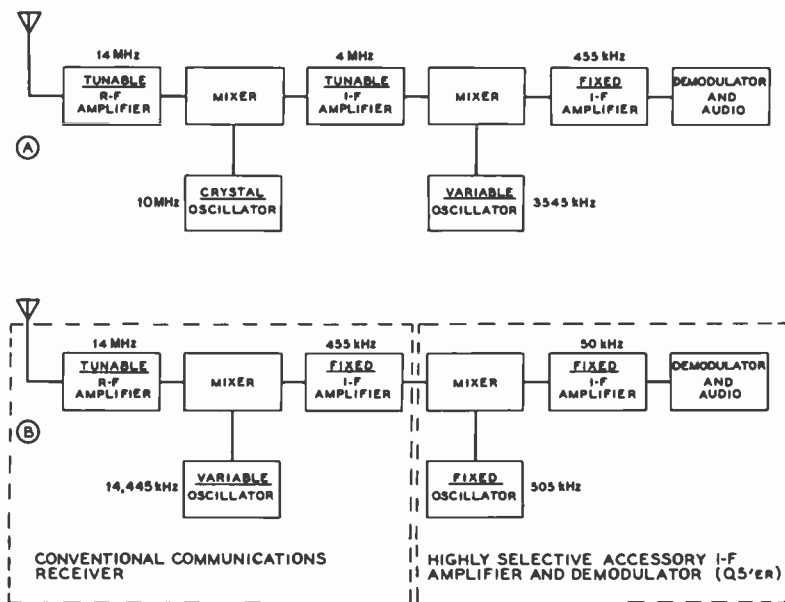 14 MHz
TUNABLE
R-F
AMPLIFIER
MIXER
4 MHz
TUNABLE
I-F
AMPLIFIER
MIXER
455 kHz
FIXED
I-F
AMPLIFIER
DEMODULATOR
AND
AUDIO
A
10MHz
CRYSTAL
OSCILLATOR
VARIABLE
OSCILLATOR
3545 kHz
14 MHz
TUNABLE
R-F
AMPLIFIER
MIXER
455 kHz
FIXED
I-F
AMPLIFIER
MIXER
50 kHz
FIXED
I-F
AMPLIFIER
DEMODULATOR
AND
AUDIO
B
14,445kHz
VARIABLE
OSCILLATOR
FIXED
OSCILLATOR
505 kHz
CONVENTIONAL COMMUNICATIONS
RECEIVER
HIGHLY SELECTIVE ACCESSORY I-F
AMPLIFIER AND DEMODULATOR (Q5'ER)